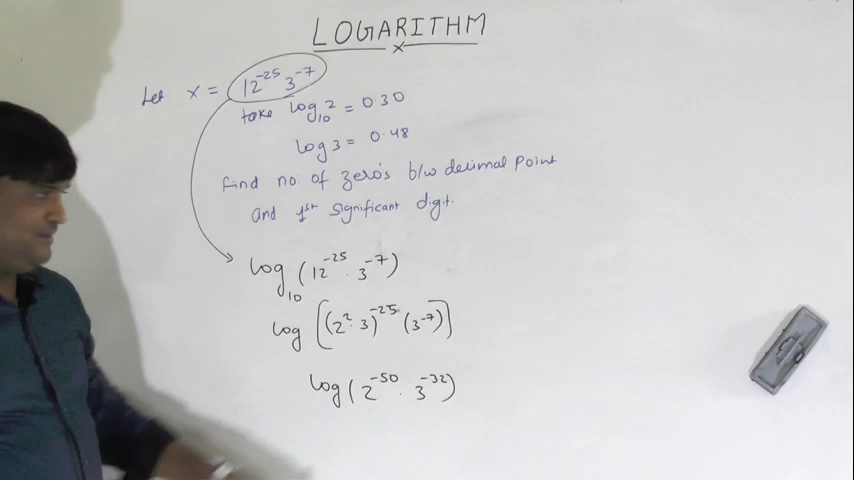 LOGARITHM
x
Let x = 12⁻²⁵ 3⁻⁷
take log₁₀ 2 = 0.30
log 3 = 0.48
find no. of zero's b/w decimal point
and 1st significant digit.
log₁₀ (12⁻²⁵ · 3⁻⁷)
log [(2² · 3)⁻²⁵ (3⁻⁷)]
log (2⁻⁵⁰ · 3⁻³²)